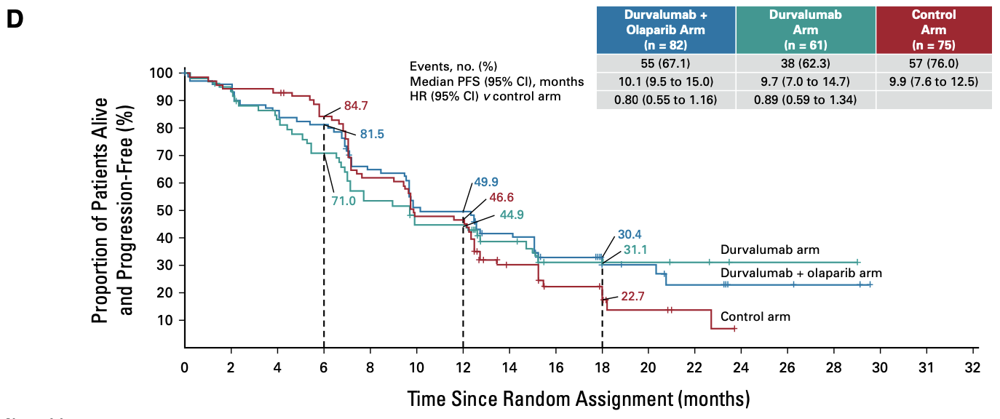 D
Durvalumab +
Olaparib Arm
(n = 82)
Durvalumab
Arm
(n = 61)
Control
Arm
(n = 75)
Events, no. (%)
55 (67.1)
38 (62.3)
57 (76.0)
Median PFS (95% CI), months
10.1 (9.5 to 15.0)
9.7 (7.0 to 14.7)
9.9 (7.6 to 12.5)
HR (95% CI) v control arm
0.80 (0.55 to 1.16)
0.89 (0.59 to 1.34)
Proportion of Patients Alive
and Progression-Free (%)
100
90
80
70
60
50
40
30
20
10
84.7
81.5
71.0
49.9
46.6
44.9
30.4
31.1
22.7
Durvalumab arm
Durvalumab + olaparib arm
Control arm
0 2 4 6 8 10 12 14 16 18 20 22 24 26 28 30 31 32
Time Since Random Assignment (months)